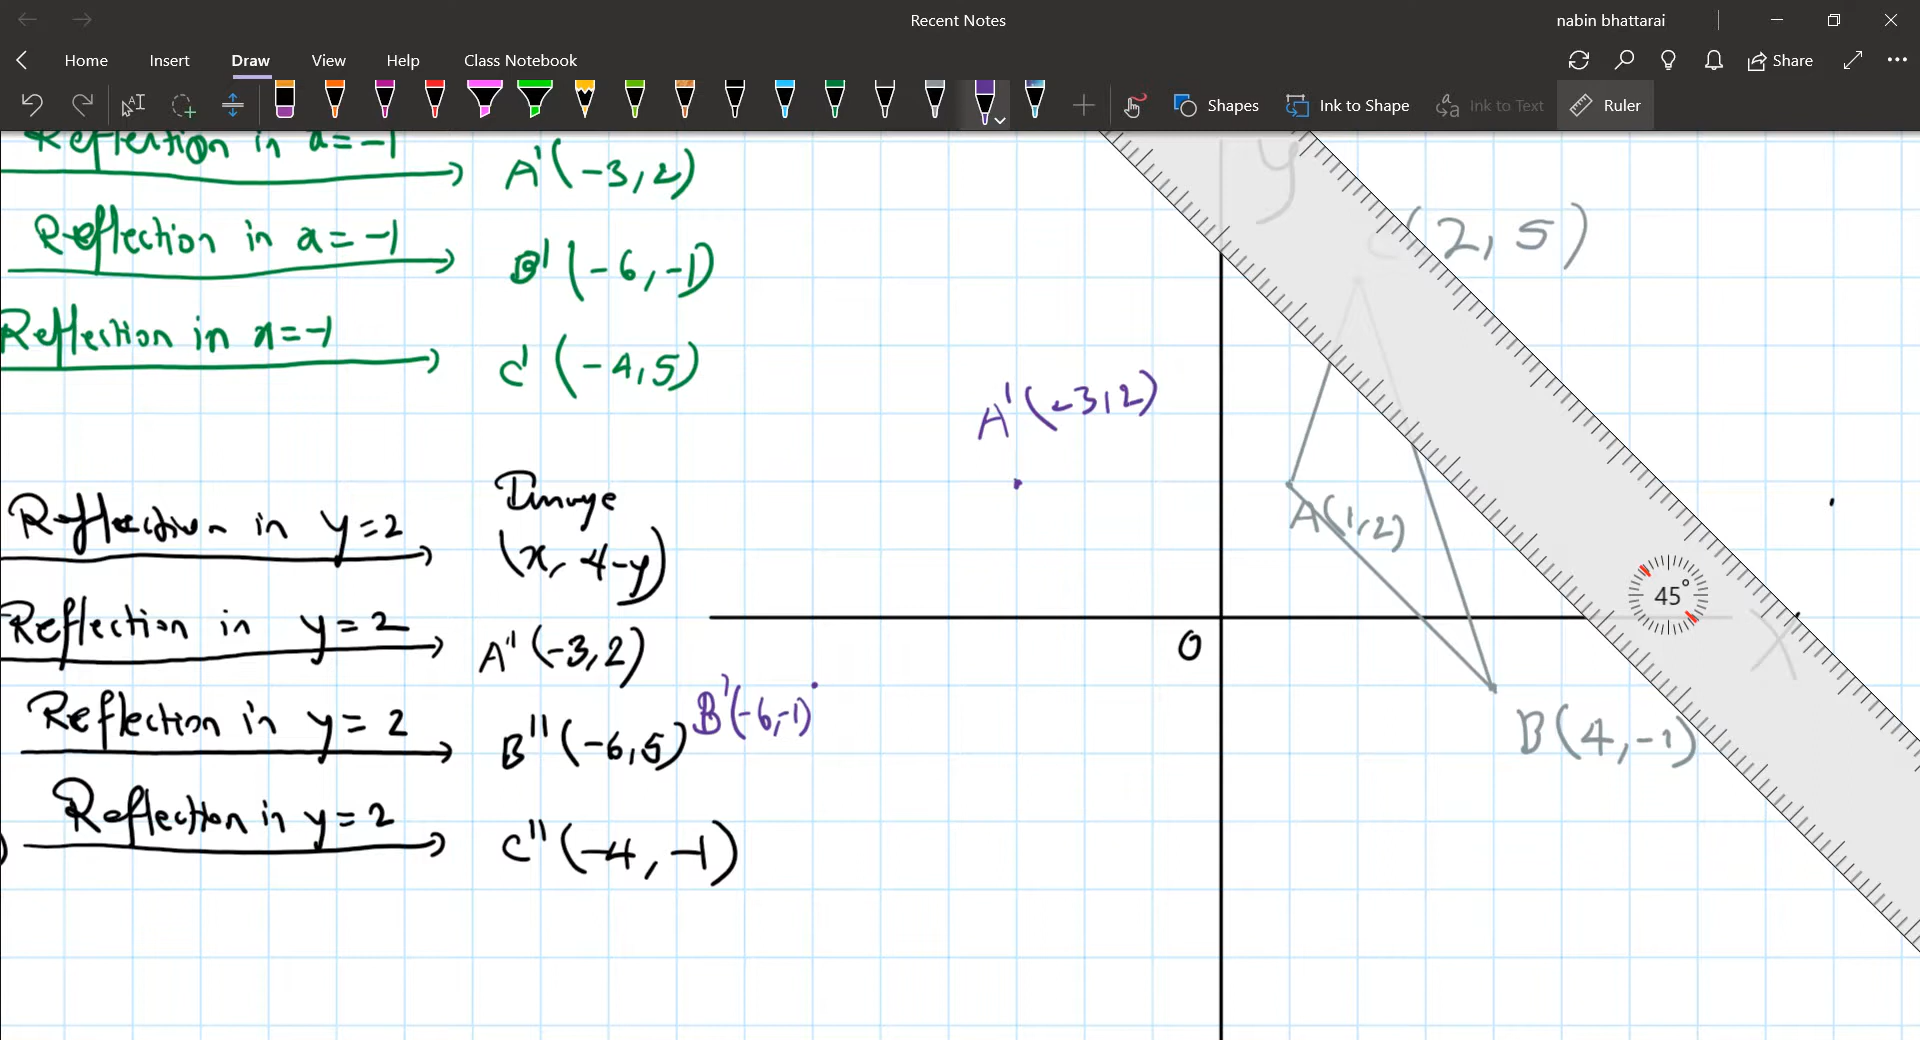 Recent Notes
nabin bhattarai
Home Insert Draw View Help Class Notebook
Share
Shapes Ink to Shape Ink to Text Ruler
Reflection in x=-1 A'(-3,2)
Reflection in x=-1 B'(-6,-1)
Reflection in x=-1 C'(-4,5)
Image
Reflection in y=2 (x, 4-y)
Reflection in y=2 A"(-3,2)
Reflection in y=2 B"(-6,5)
Reflection in y=2 C"(-4,-1)
y
C(2,5)
A'(-3,2)
A(1,2)
45°
O
X
B'(-6,-1)
B(4,-1)